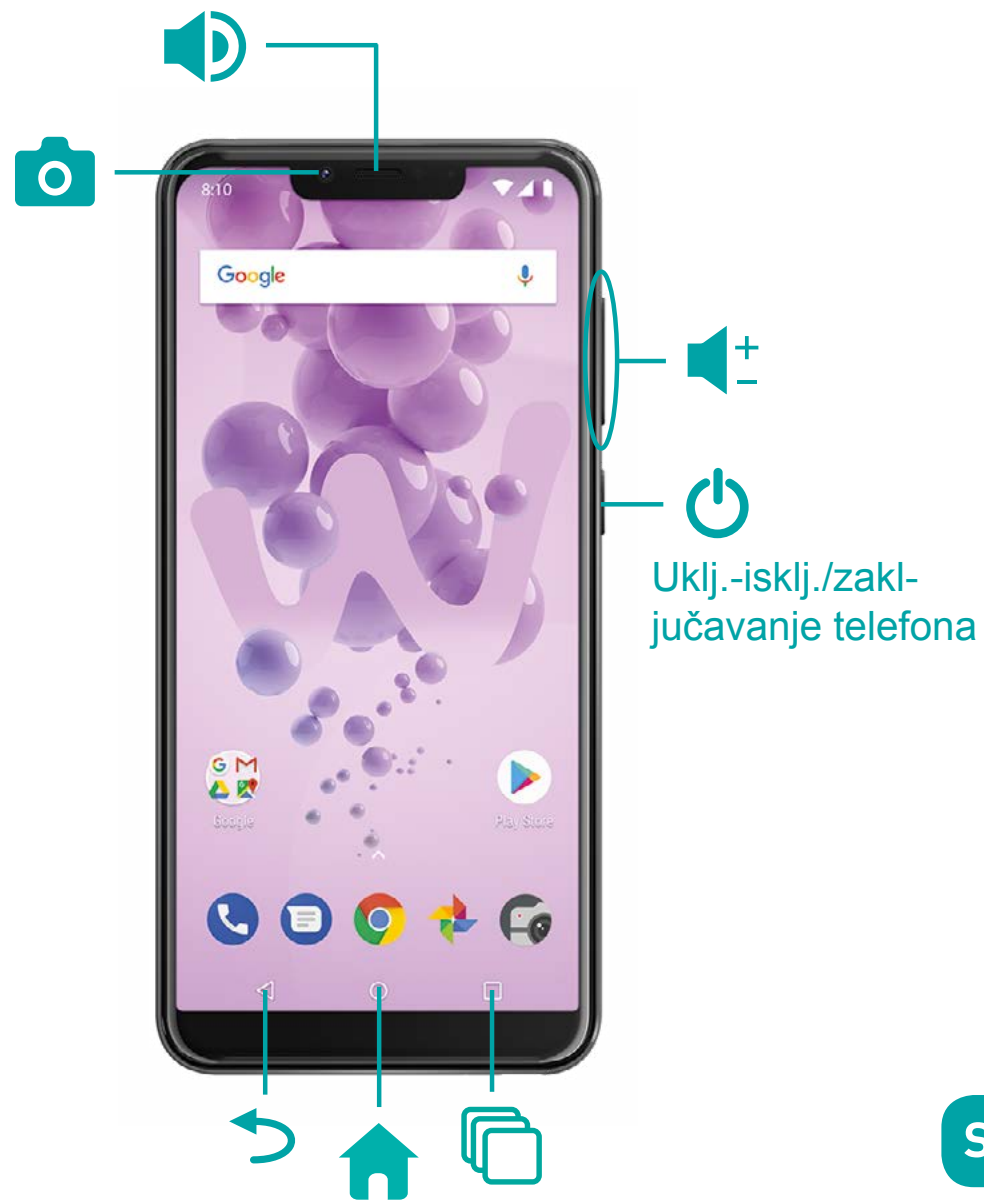 8:10
Google
+
−
Uklj.-isklj./zakl-
jučavanje telefona
G M
Google
Play Store
S